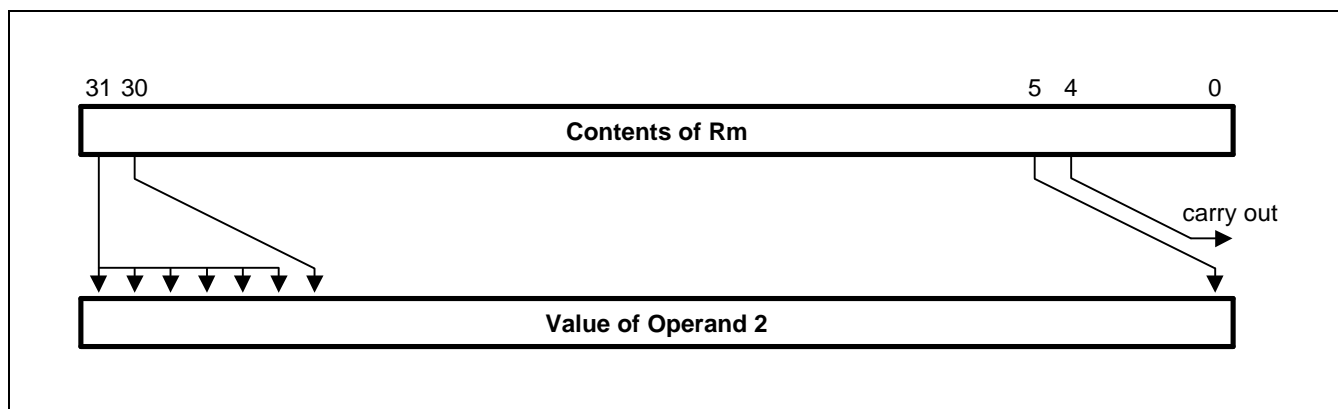 31 30 5 4 0
Contents of Rm
carry out
Value of Operand 2